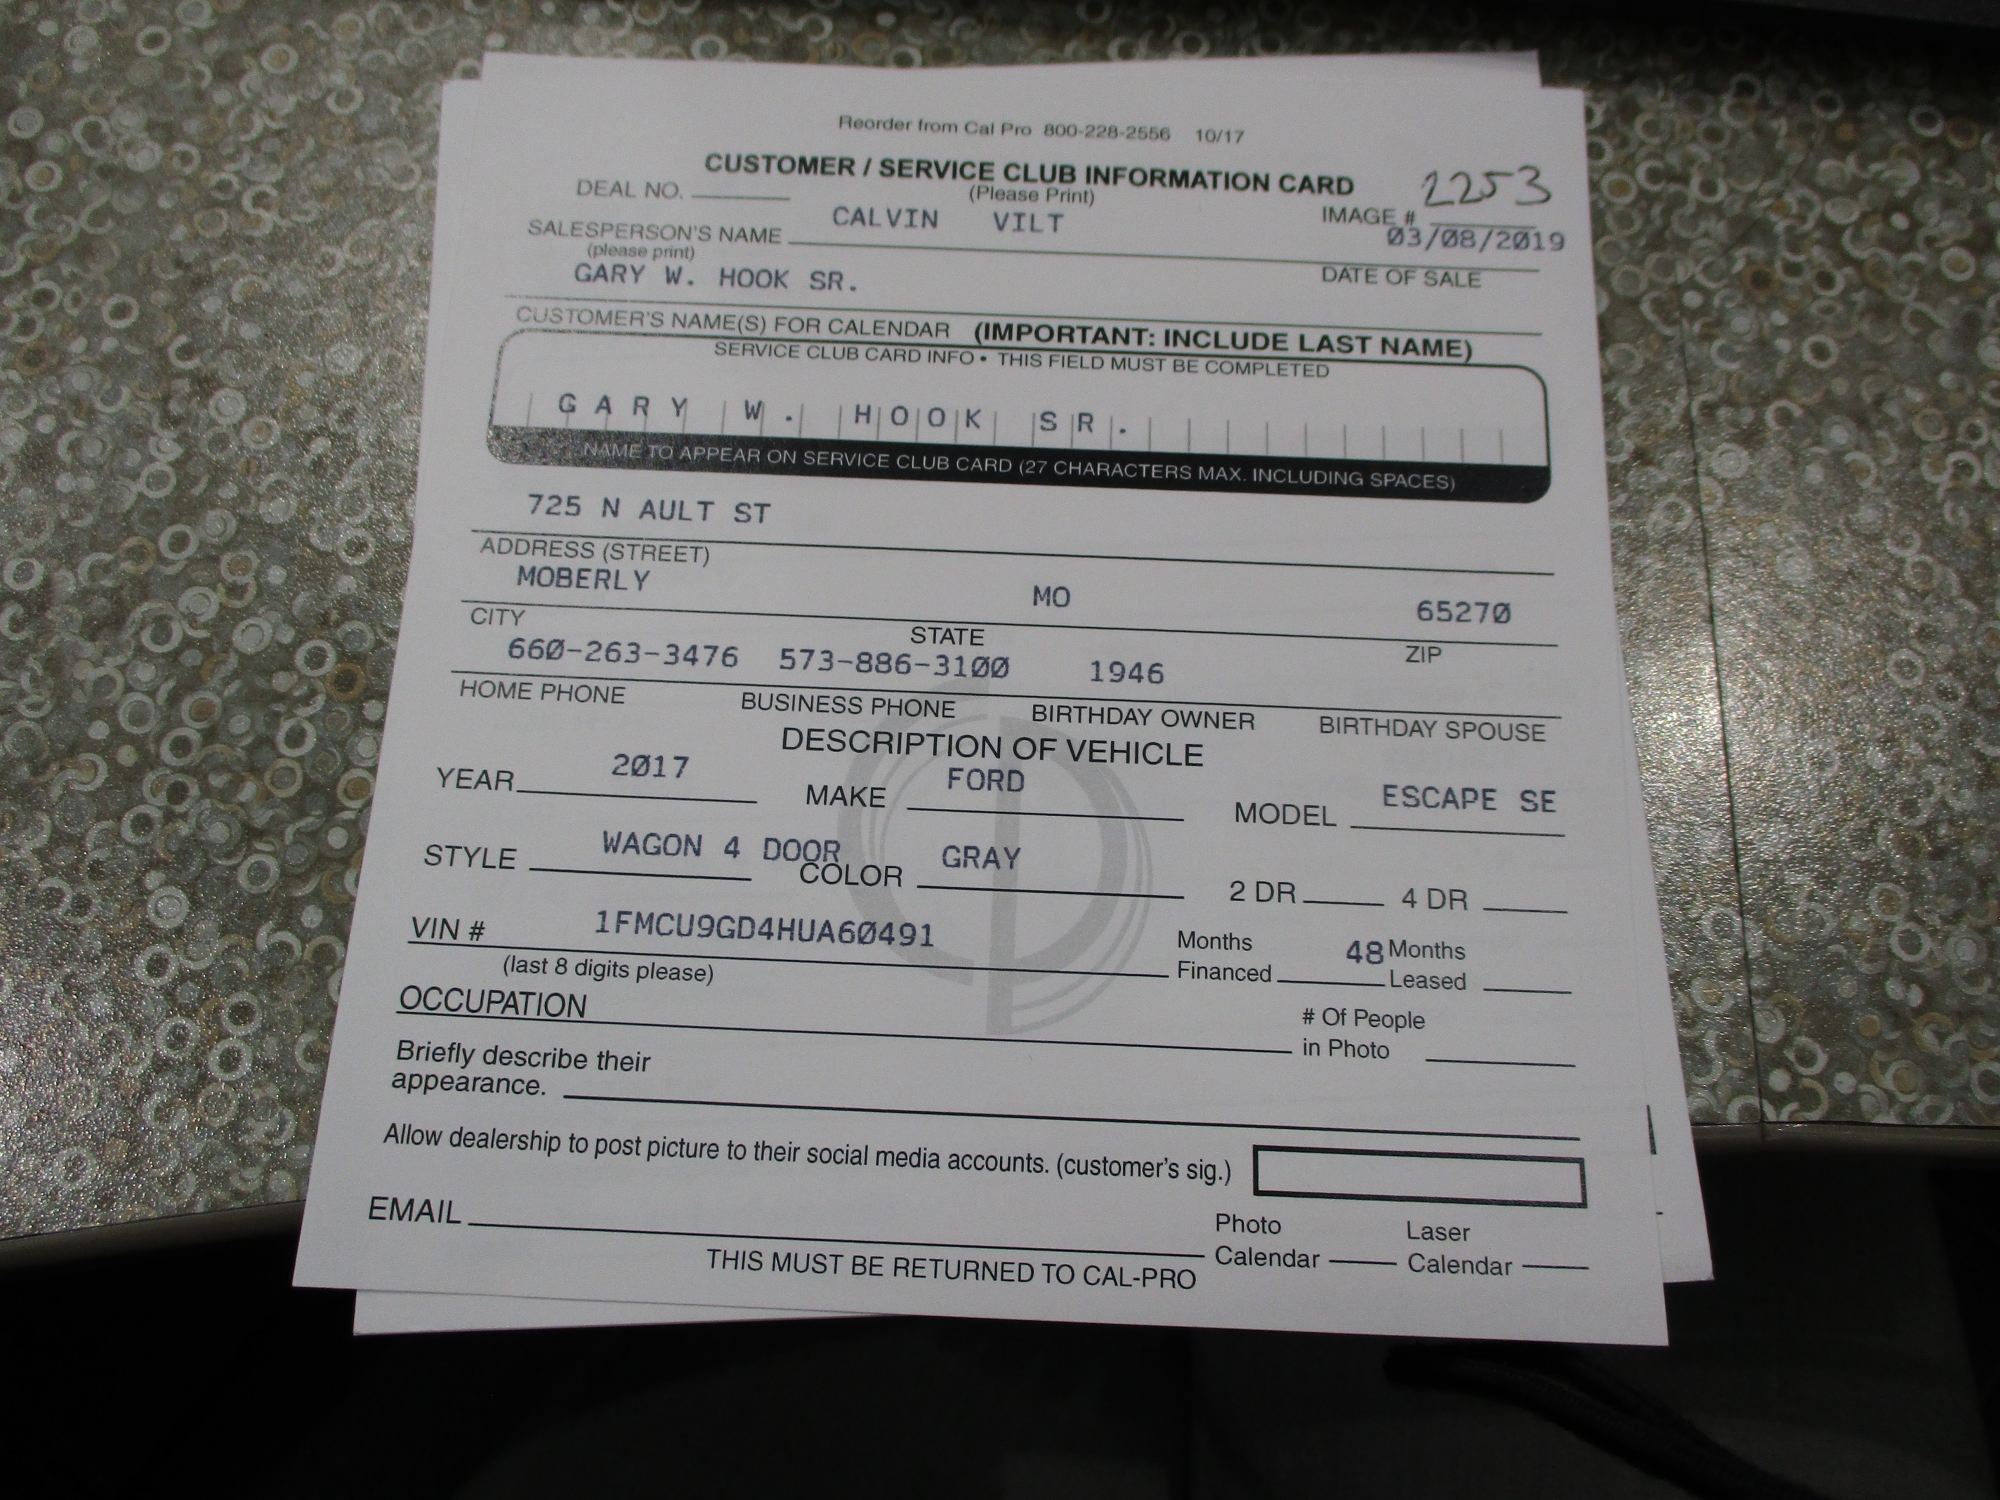 Reorder from Cal Pro 800-228-2556 10/17
CUSTOMER / SERVICE CLUB INFORMATION CARD
(Please Print)
DEAL NO.
2253
IMAGE #
CALVIN VILT
03/08/2019
SALESPERSON'S NAME
(please print)
DATE OF SALE
GARY W. HOOK SR.
CUSTOMER'S NAME(S) FOR CALENDAR (IMPORTANT: INCLUDE LAST NAME)
SERVICE CLUB CARD INFO • THIS FIELD MUST BE COMPLETED
GARY W. HOOK SR.
NAME TO APPEAR ON SERVICE CLUB CARD (27 CHARACTERS MAX. INCLUDING SPACES)
725 N AULT ST
ADDRESS (STREET)
MOBERLY MO 65270
CITY STATE ZIP
660-263-3476 573-886-3100 1946
HOME PHONE BUSINESS PHONE BIRTHDAY OWNER BIRTHDAY SPOUSE
DESCRIPTION OF VEHICLE
YEAR 2017 MAKE FORD MODEL ESCAPE SE
STYLE WAGON 4 DOOR COLOR GRAY 2 DR 4 DR
VIN # 1FMCU9GD4HUA60491 Months Financed 48 Months Leased
(last 8 digits please)
OCCUPATION # Of People in Photo
Briefly describe their
appearance.
Allow dealership to post picture to their social media accounts. (customer's sig.)
EMAIL Photo Calendar Laser Calendar
THIS MUST BE RETURNED TO CAL-PRO